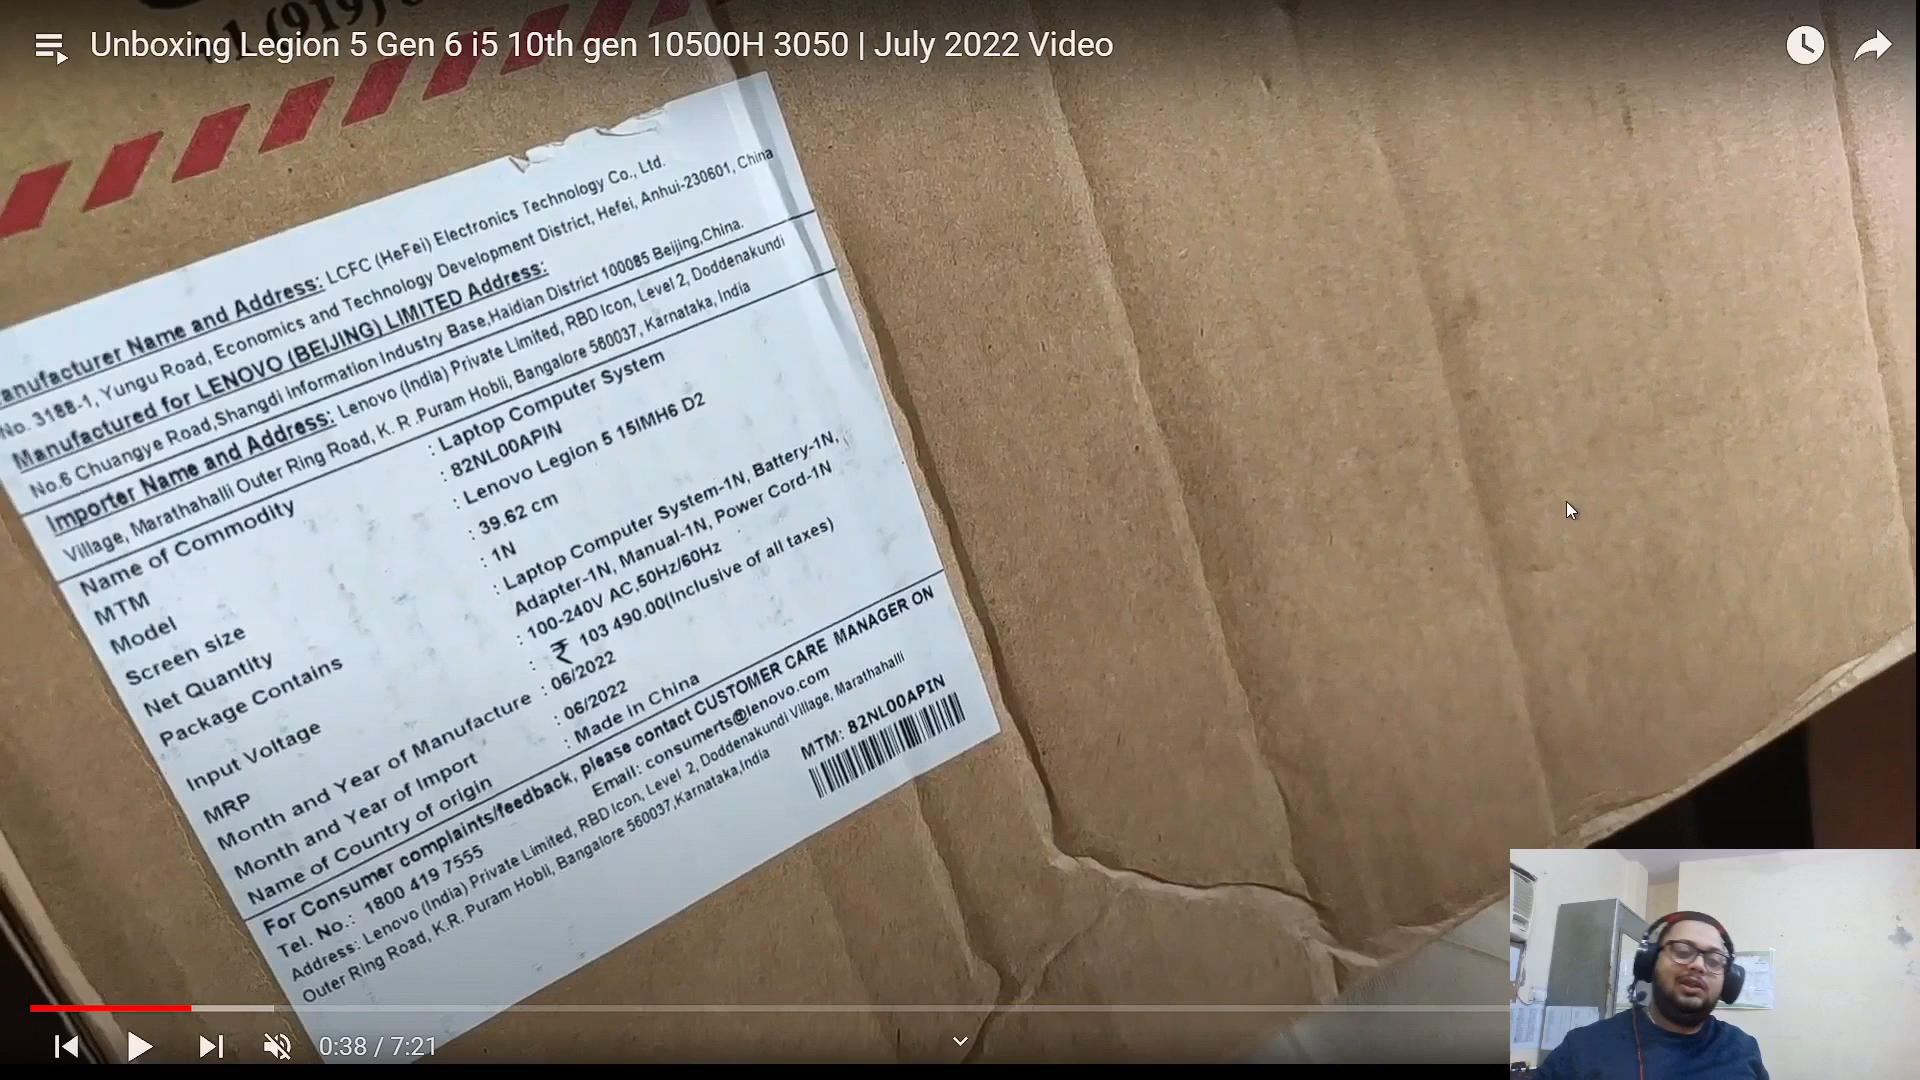 Unboxing Legion 5 Gen 6 i5 10th gen 10500H 3050 | July 2022 Video
Manufacturer Name and Address: LCFC (HeFei) Electronics Technology Co., Ltd.
No. 3188-1, Yungu Road, Economics and Technology Development District, Hefei, Anhui-230601, China
Manufactured for LENOVO (BEIJING) LIMITED Address:
No.6 Chuangye Road,Shangdi information Industry Base,Haidian District 100085 Beijing,China.
Importer Name and Address: Lenovo (India) Private Limited, RBD Icon, Level 2, Doddenakundi
Village, Marathahalli Outer Ring Road, K. R .Puram Hobli, Bangalore 560037, Karnataka, India
Name of Commodity : Laptop Computer System
MTM : 82NL00APIN
Model : Lenovo Legion 5 15IMH6 D2
Screen size : 39.62 cm
Net Quantity : 1N
Package Contains : Laptop Computer System-1N, Battery-1N,
Adapter-1N, Manual-1N, Power Cord-1N
Input Voltage : 100-240V AC,50Hz/60Hz
MRP : ₹ 103 490.00(Inclusive of all taxes)
Month and Year of Manufacture : 06/2022
Month and Year of Import : 06/2022
Name of Country of origin : Made in China
For Consumer complaints/feedback, please contact CUSTOMER CARE MANAGER ON
Tel. No.: 1800 419 7555 Email: consumerts@lenovo.com
Address: Lenovo (India) Private Limited, RBD Icon, Level 2, Doddenakundi Village, Marathahalli
Outer Ring Road, K.R. Puram Hobli, Bangalore 560037,Karnataka,India
MTM: 82NL00APIN
0:38 / 7:21